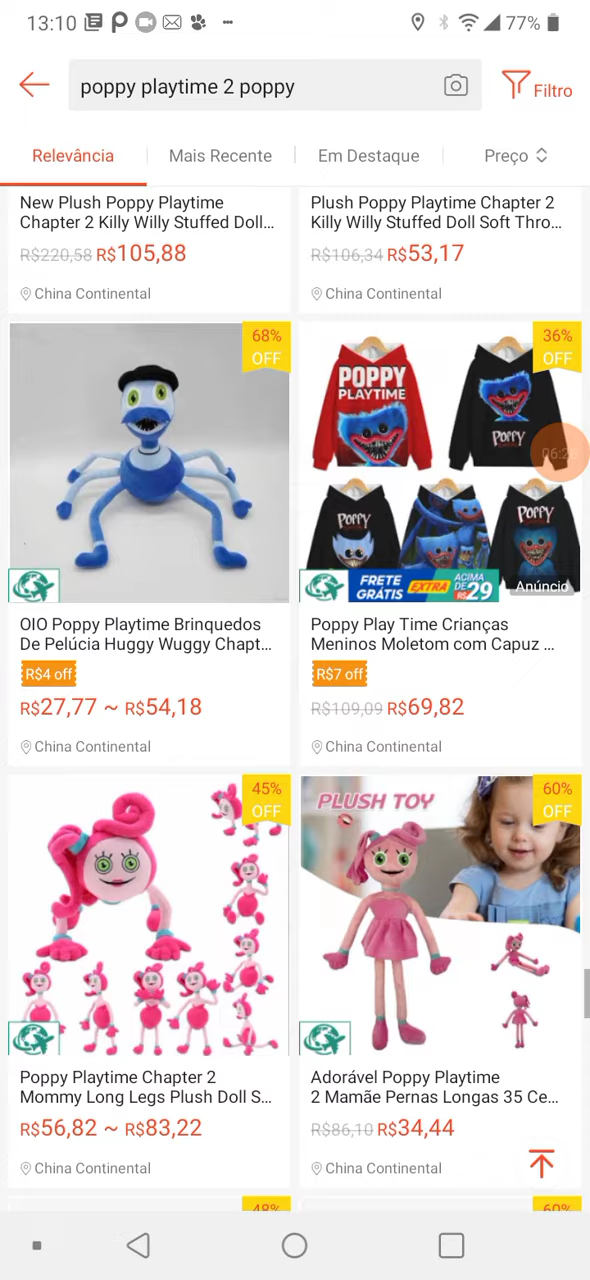 13:10
77%
poppy playtime 2 poppy
Filtro
Relevância
Mais Recente
Em Destaque
Preço
New Plush Poppy Playtime
Chapter 2 Killy Willy Stuffed Doll...
R$220,58 R$105,88
China Continental
Plush Poppy Playtime Chapter 2
Killy Willy Stuffed Doll Soft Thro...
R$106,34 R$53,17
China Continental
68%
OFF
OIO Poppy Playtime Brinquedos
De Pelúcia Huggy Wuggy Chapt...
R$4 off
R$27,77 ~ R$54,18
China Continental
36%
OFF
POPPY
PLAYTIME
Poppy
Poppy
Poppy
FRETE
GRÁTIS
EXTRA
ACIMA
DE R$29
Anúncio
Poppy Play Time Crianças
Meninos Moletom com Capuz ...
R$7 off
R$109,09 R$69,82
China Continental
45%
OFF
Poppy Playtime Chapter 2
Mommy Long Legs Plush Doll S...
R$56,82 ~ R$83,22
China Continental
60%
OFF
PLUSH TOY
Adorável Poppy Playtime
2 Mamãe Pernas Longas 35 Ce...
R$86,10 R$34,44
China Continental
48%
60%